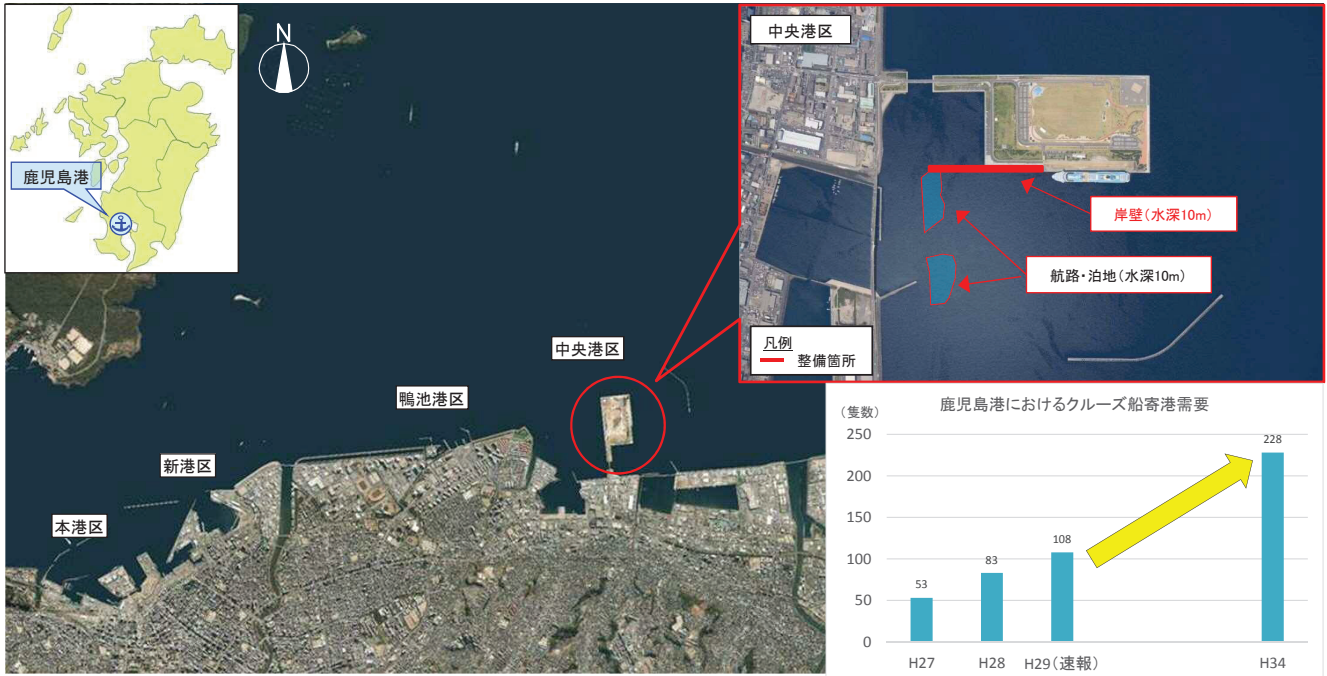 鹿児島港
N
本港区
新港区
鴨池港区
中央港区
中央港区
岸壁(水深10m)
航路・泊地(水深10m)
凡例
整備箇所
鹿児島港におけるクルーズ船寄港需要
(隻数)
250
200
150
100
50
0
53
83
108
228
H27
H28
H29(速報)
H34